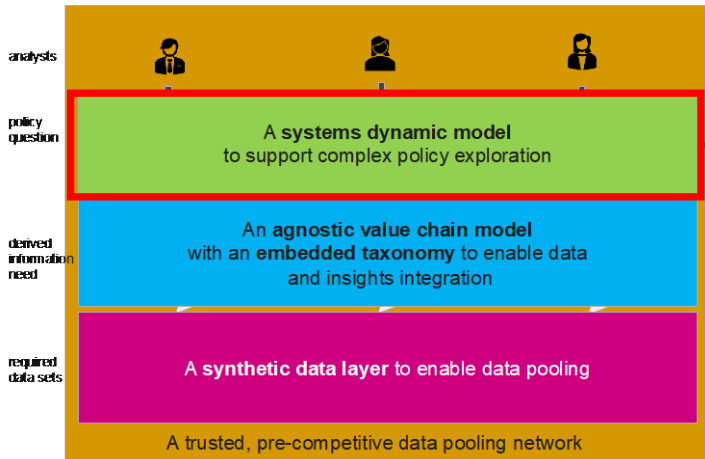 analysts
policy
question
A systems dynamic model
to support complex policy exploration
derived
information
need
An agnostic value chain model
with an embedded taxonomy to enable data
and insights integration
required
data sets
A synthetic data layer to enable data pooling
A trusted, pre-competitive data pooling network